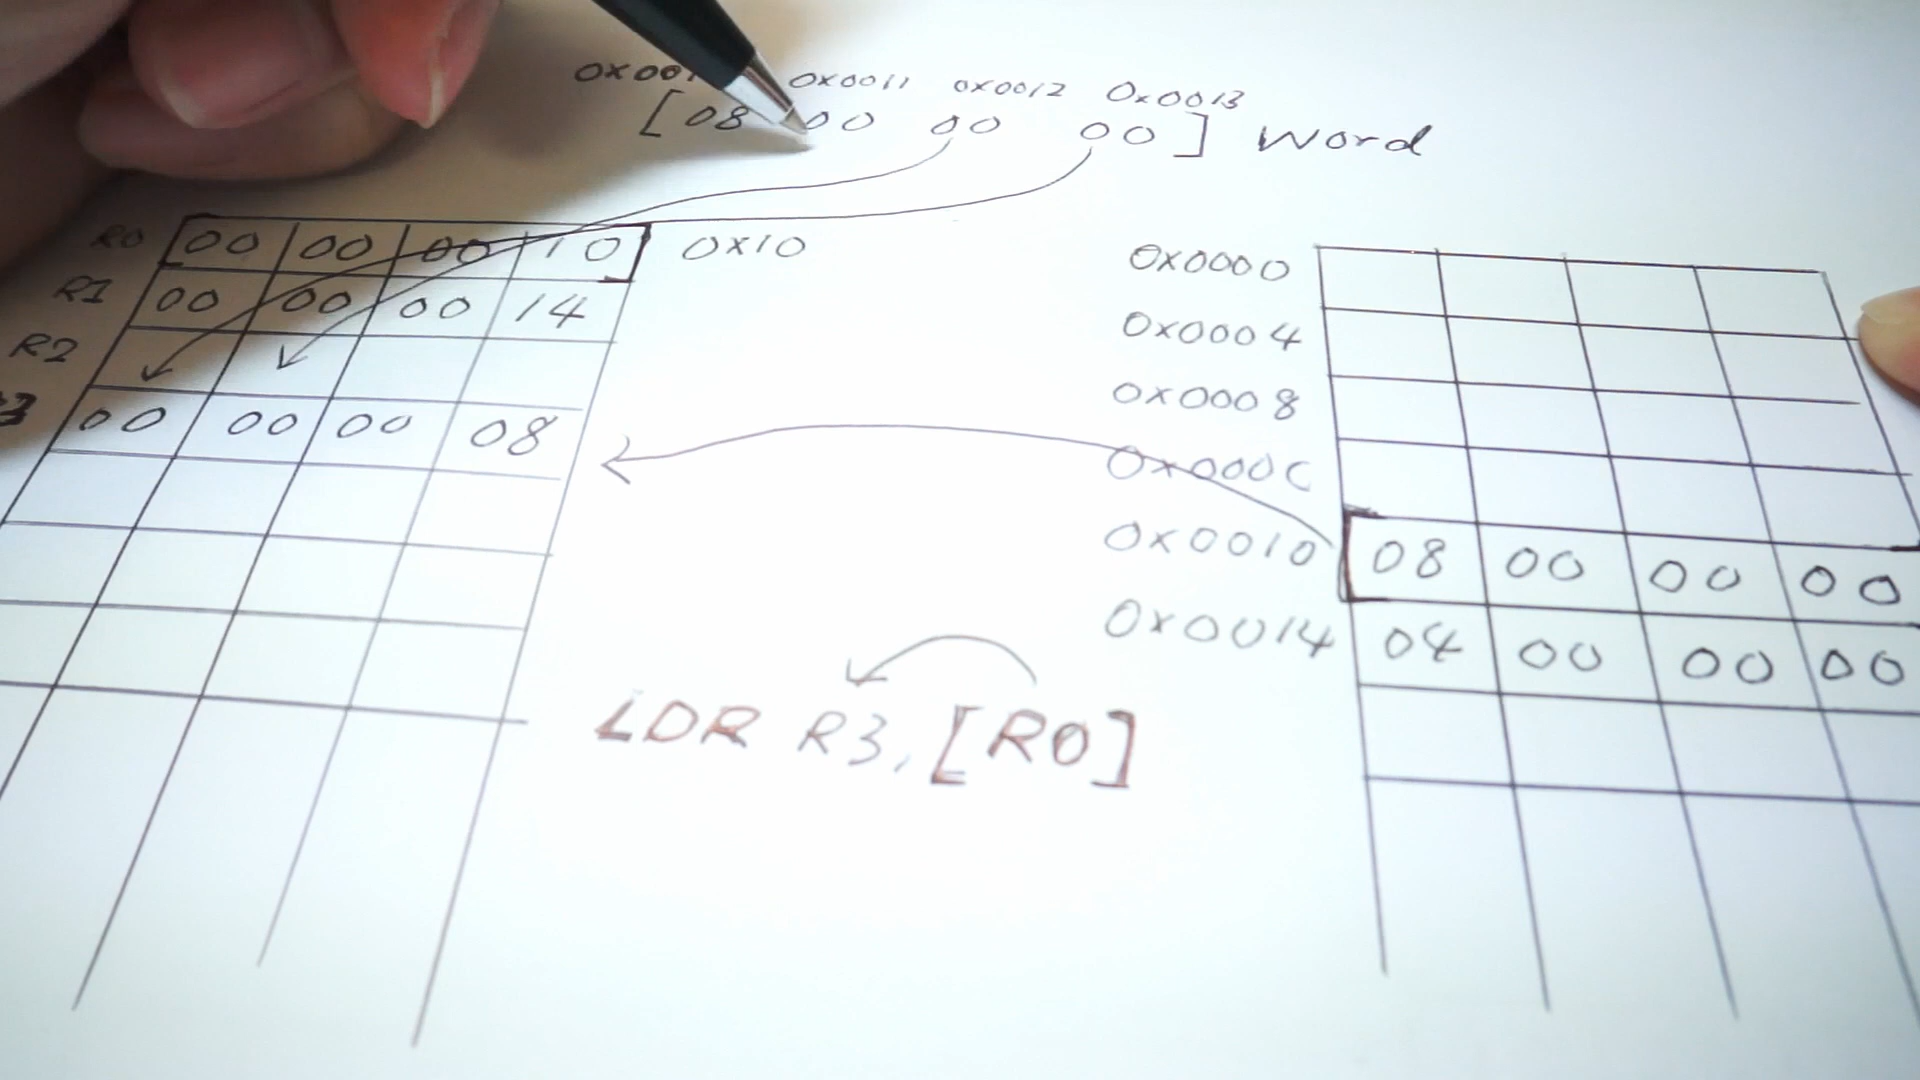 0x001 0x0011 0x0012 0x0013
[08 00 00 00] Word
R0 00 00 00 10 0x10
R1 00 00 00 14
R2
3 00 00 00 08
0x0000
0x0004
0x0008
0x000C
0x0010 08 00 00 00
0x0014 04 00 00 00
LDR R3, [R0]